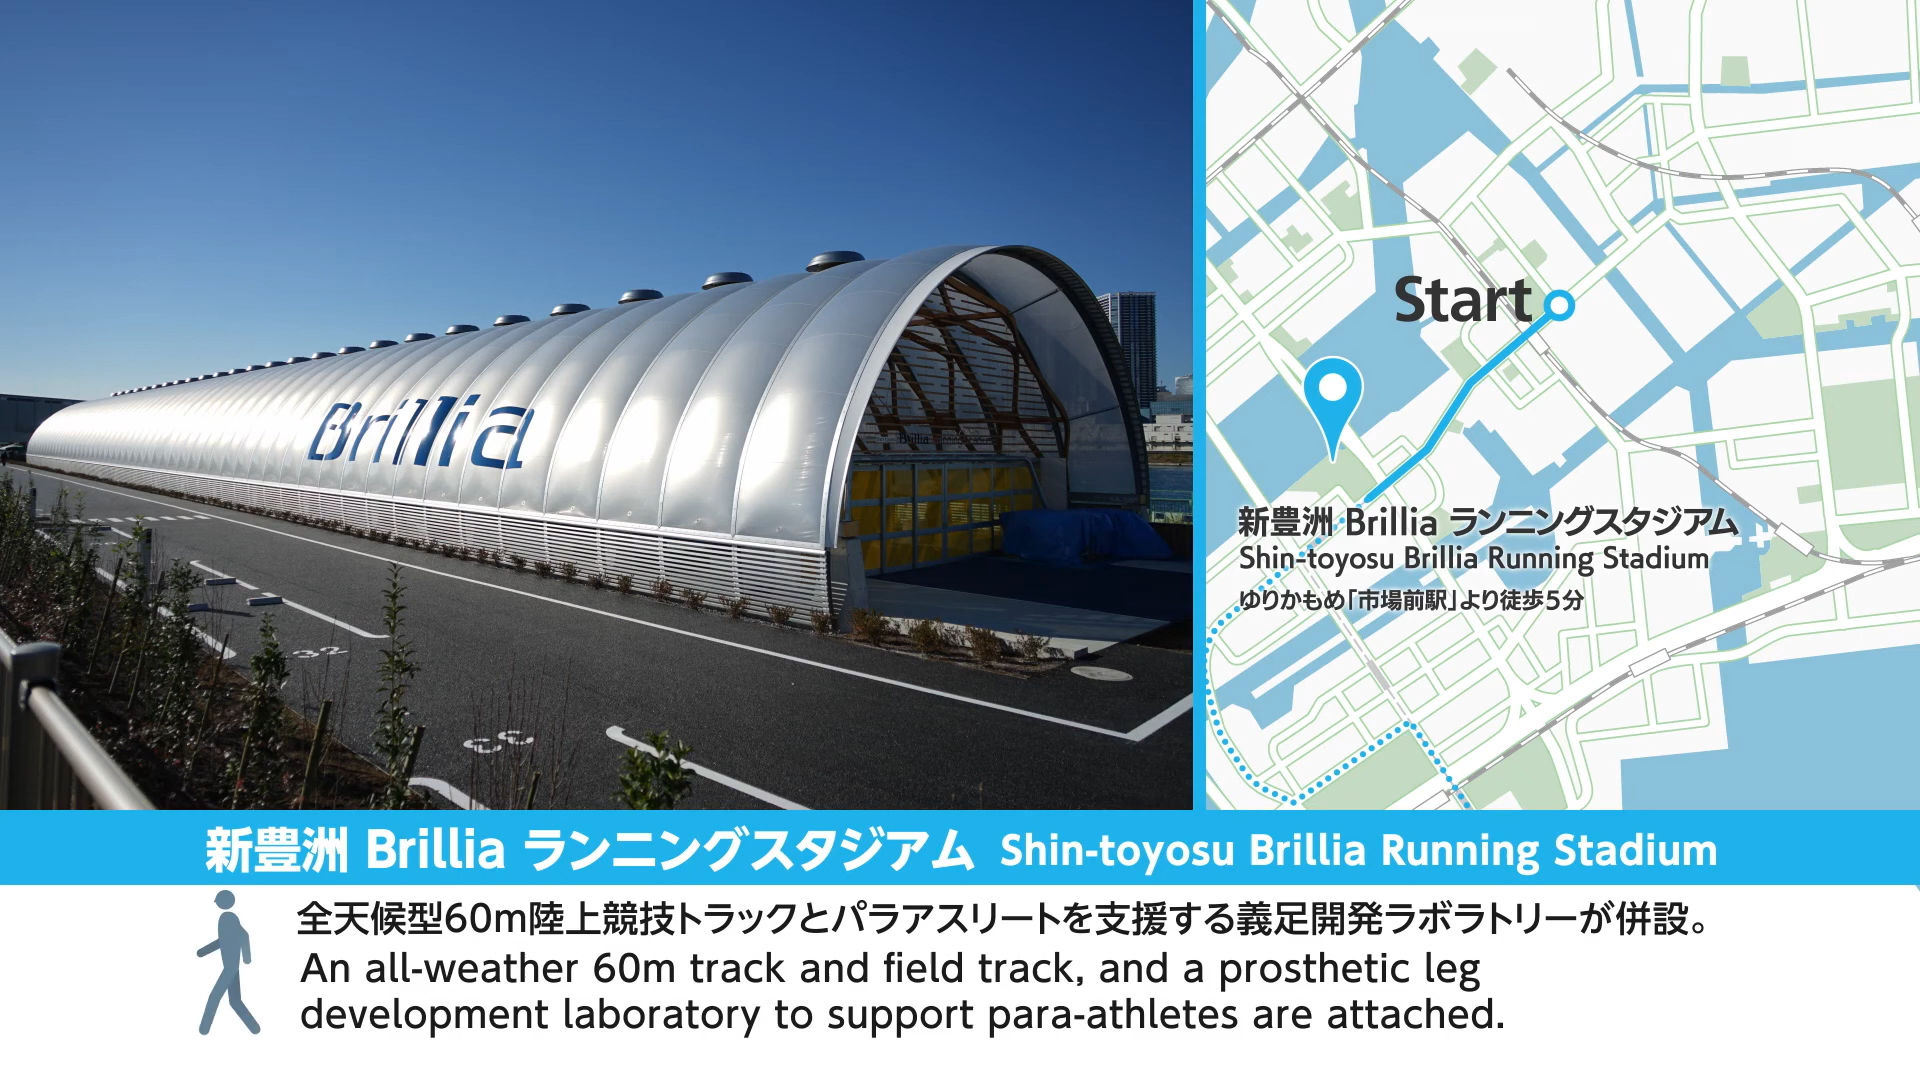 Brillia
32
33
Start
新豊洲 Brillia ランニングスタジアム
Shin-toyosu Brillia Running Stadium
ゆりかもめ「市場前駅」より徒歩5分
新豊洲 Brillia ランニングスタジアム Shin-toyosu Brillia Running Stadium
全天候型60m陸上競技トラックとパラアスリートを支援する義足開発ラボラトリーが併設。
An all-weather 60m track and field track, and a prosthetic leg
development laboratory to support para-athletes are attached.